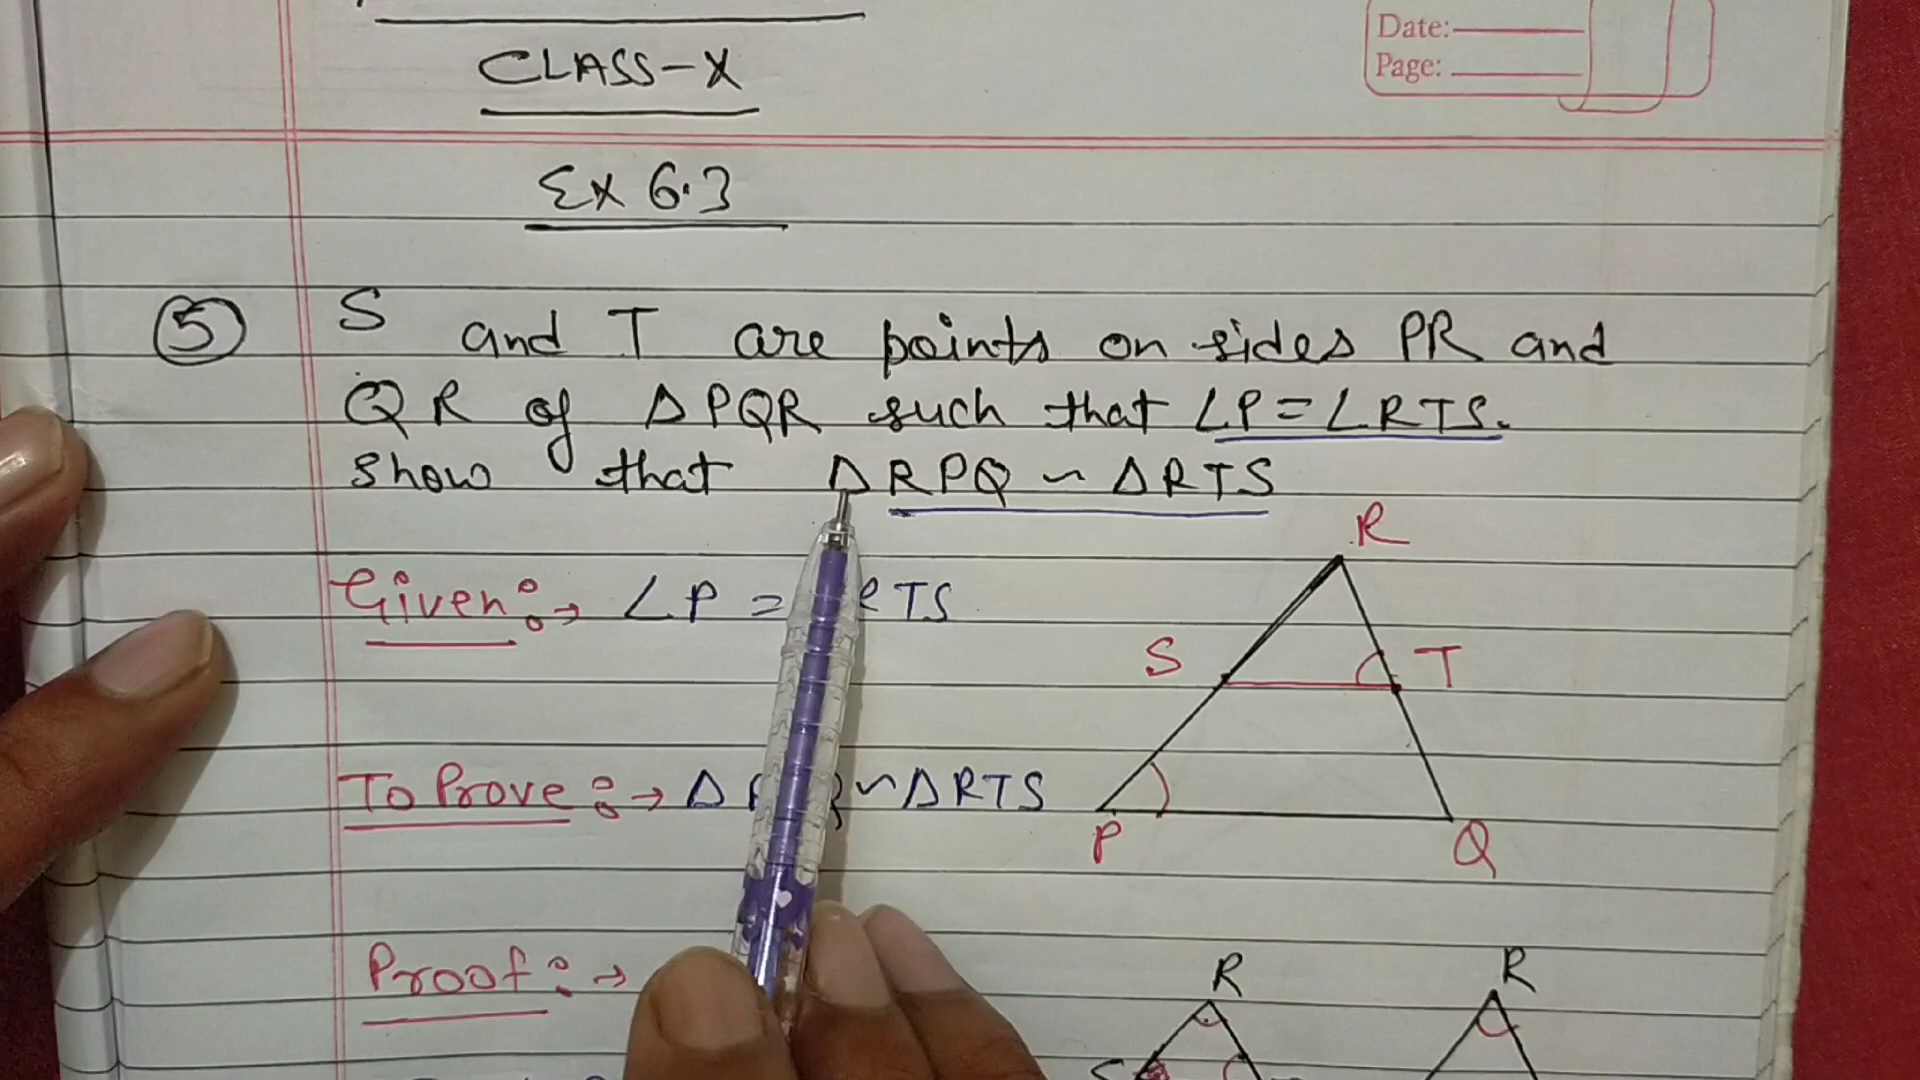 CLASS-X
Date:
Page:
Ex 6.3
5 S and T are points on sides PR and
QR of ΔPQR such that ∠P=∠RTS.
show that ΔRPQ ~ ΔRTS
Given:→ ∠P = RTS
To Prove:→ Δ ~ΔRTS
Proof:→
R
S T
P Q
R R